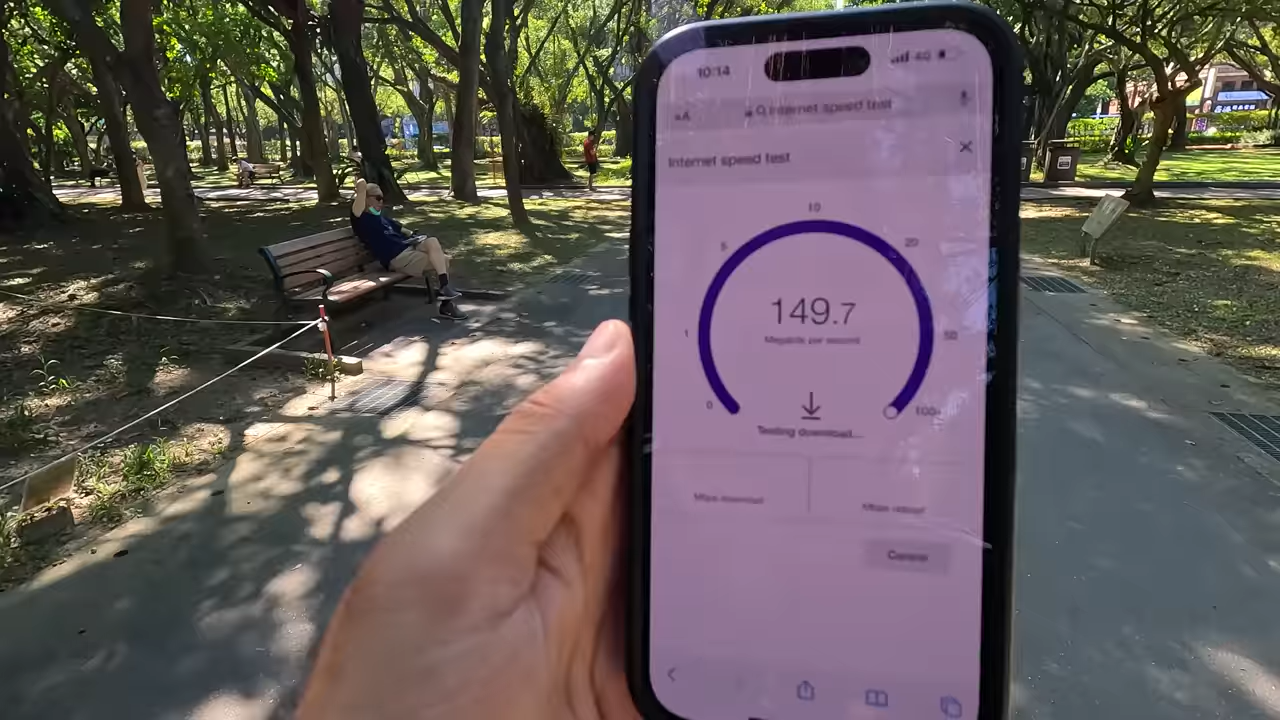 10:14
4G
AA
internet speed test
Internet speed test
10
5
20
149.7
Megabits per second
1
50
0
100+
Testing download...
Mbps download
Mbps upload
Cancel